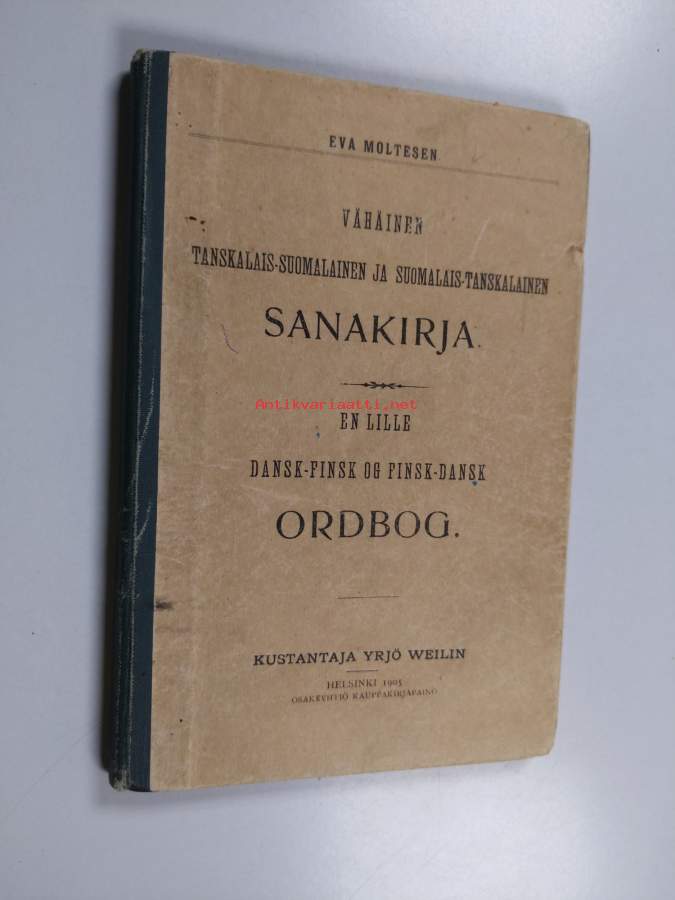 EVA MOLTESEN
VÄHÄINEN
TANSKALAIS-SUOMALAINEN JA SUOMALAIS-TANSKALAINEN
SANAKIRJA.
Antikvariaatti.net
EN LILLE
DANSK-FINSK OG FINSK-DANSK
ORDBOG.
KUSTANTAJA YRJÖ WEILIN
HELSINKI 1905
OSAKEYHTIÖ KAUPPAKIRJAPAINO